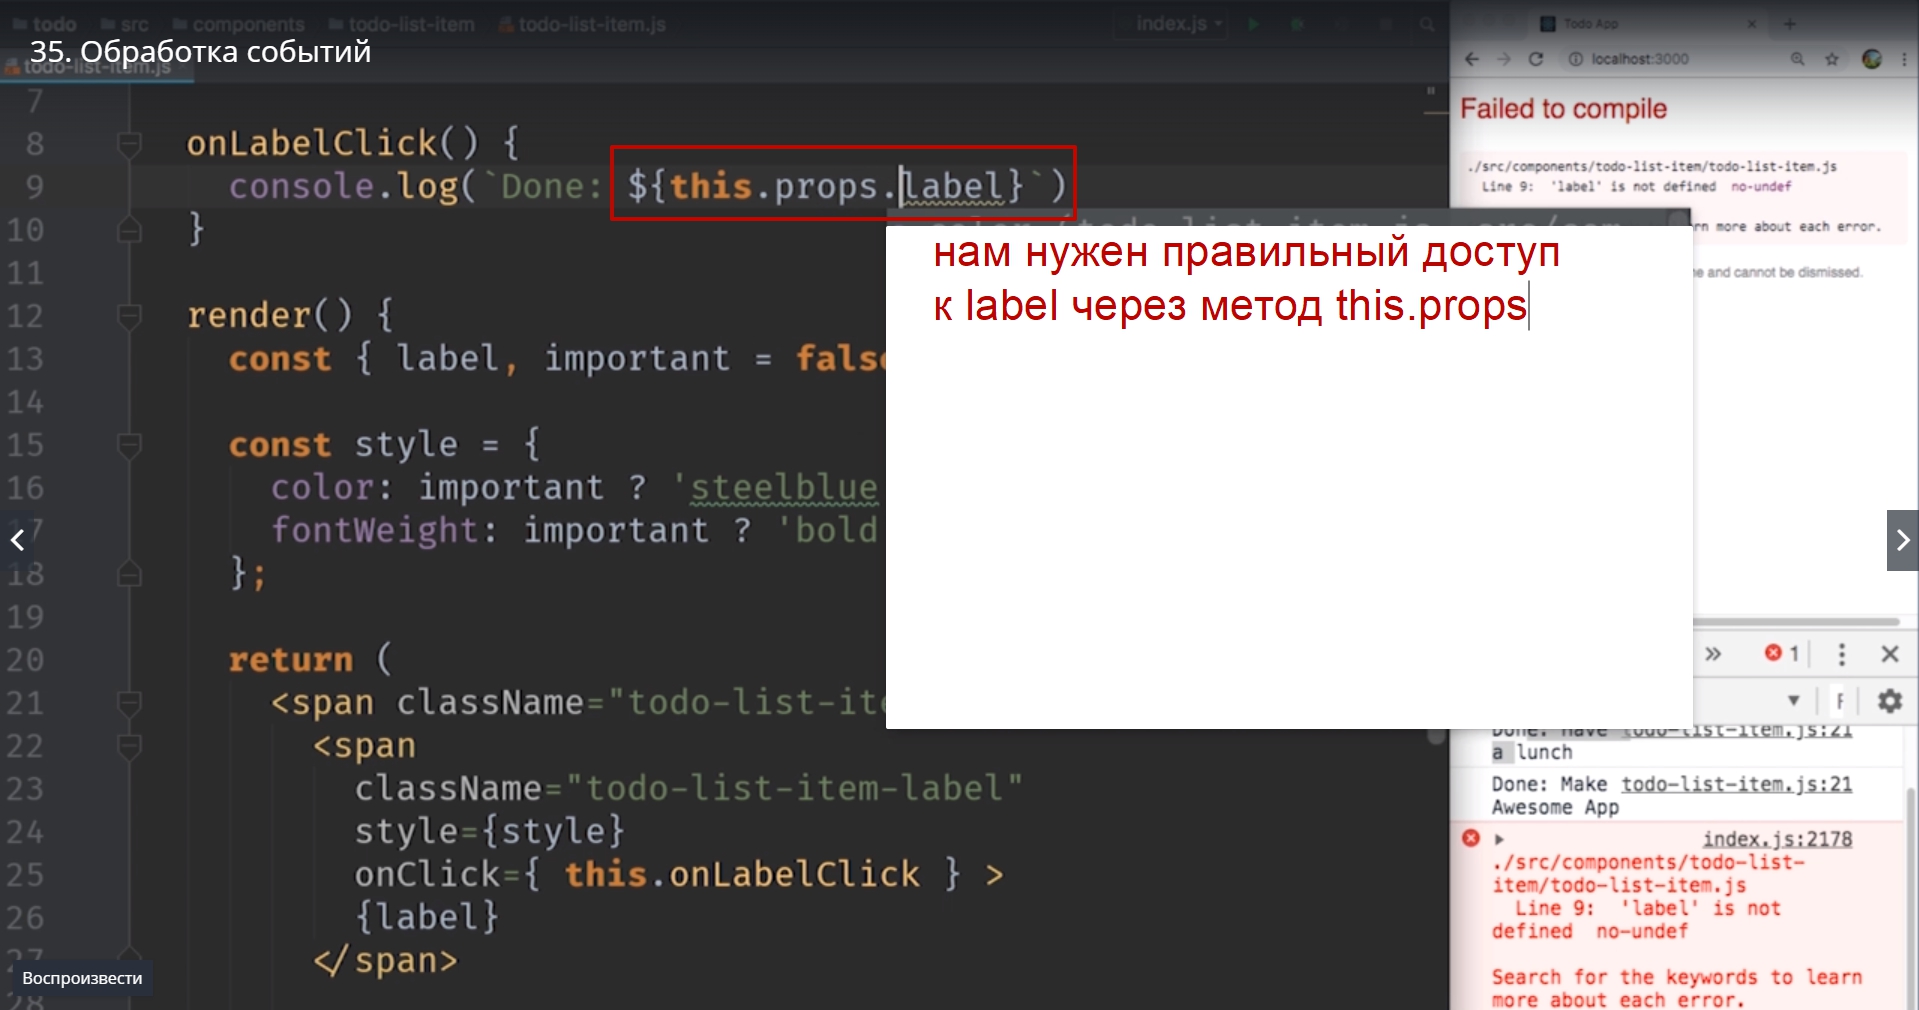 todo src components todo-list-item todo-list-item.js index.js
35. Обработка событий
todo-list-item.js
7
8 onLabelClick() {
9 console.log(`Done: ${this.props.label}`)
10 }
11
12 render() {
13 const { label, important = false
14
15 const style = {
16 color: important ? 'steelblue
17 fontWeight: important ? 'bold
18 };
19
20 return (
21 <span className="todo-list-ite
22 <span
23 className="todo-list-item-label"
24 style={style}
25 onClick={ this.onLabelClick } >
26 {label}
27 </span>
28
Воспроизвести
нам нужен правильный доступ
к label через метод this.props
Todo App
localhost:3000
Failed to compile
./src/components/todo-list-item/todo-list-item.js
Line 9: 'label' is not defined no-undef
rn more about each error.
e and cannot be dismissed.
1
Done: Have todo-list-item.js:21
a lunch
Done: Make todo-list-item.js:21
Awesome App
index.js:2178
./src/components/todo-list-
item/todo-list-item.js
Line 9: 'label' is not
defined no-undef
Search for the keywords to learn
more about each error.